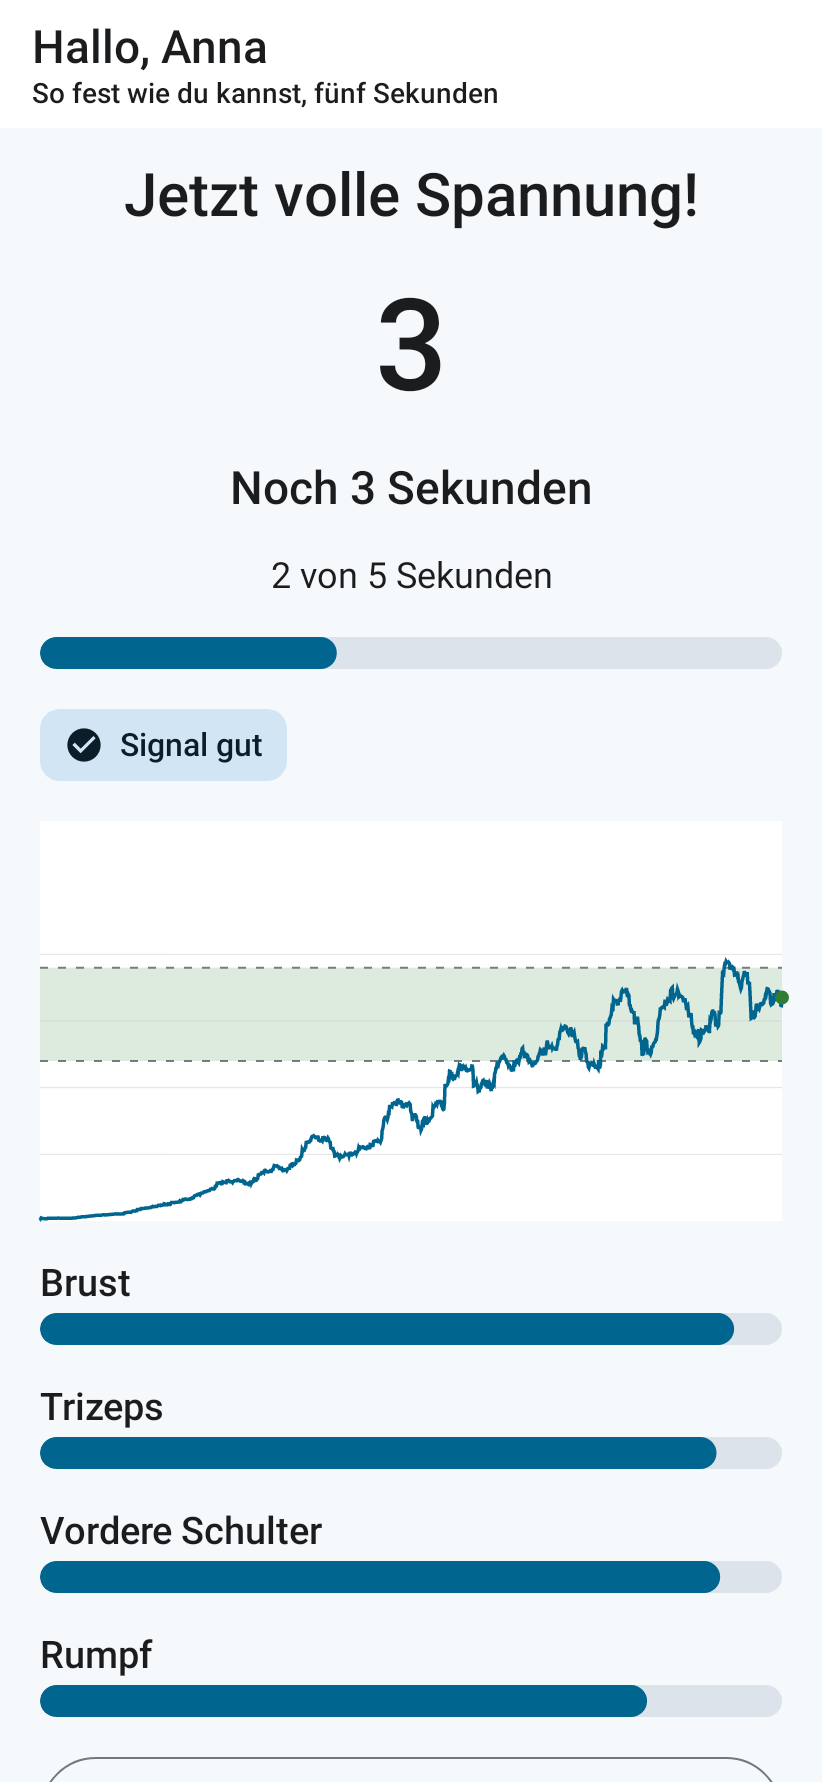 Hallo, Anna
So fest wie du kannst, fünf Sekunden
Jetzt volle Spannung!
3
Noch 3 Sekunden
2 von 5 Sekunden
Signal gut
Brust
Trizeps
Vordere Schulter
Rumpf